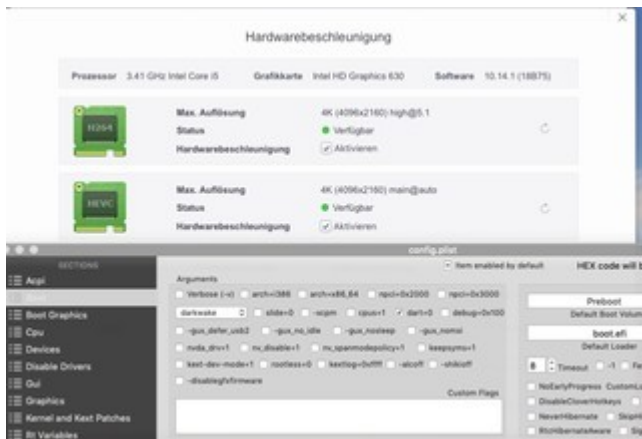 Hardwarebeschleunigung
Prozessor 3.41 GHz Intel Core i5 Grafikkarte Intel HD Graphics 630 Software 10.14.1 (18B75)
H264
Max. Auflösung 4K (4096x2160) high@5.1
Status Verfügbar
Hardwarebeschleunigung Aktivieren
HEVC
Max. Auflösung 4K (4096x2160) main@auto
Status Verfügbar
Hardwarebeschleunigung Aktivieren
config.plist
SECTIONS
Item enabled by default HEX code will b
Acpi
Arguments
Verbose (-v) arch=i386 arch=x86_64 npci=0x2000 npci=0x3000
Preboot
Default Boot Volum
Boot Graphics
darkwake slide=0 -xcpm cpus=1 dart=0 debug=0x100
Cpu
-gux_defer_usb2 -gux_no_idle -gux_nosleep -gux_nomsi
boot.efi
Default Loader
Devices
nvda_drv=1 nv_disable=1 nv_spanmodepolicy=1 keepsyms=1
Disable Drivers
kext-dev-mode=1 rootless=0 kextlog=0xffff -alcoff -shikioff
Timeout -1 Fa
Gui
-disablegfxfirmware
NoEarlyProgress CustomLo
Graphics
Custom Flags
DisableCloverHotkeys
Kernel and Kext Patches
NeverHibernate SkipH
Rt Variables
RtcHibernateAware